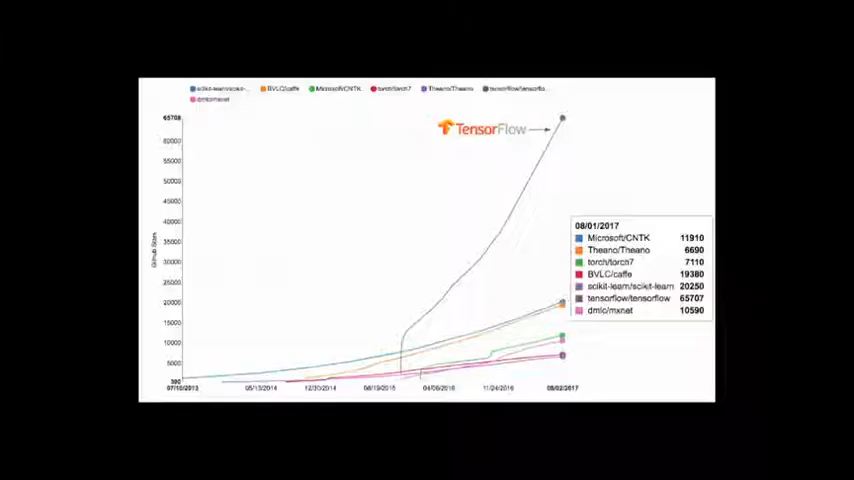 scikit-learn/scikit-... BVLC/caffe Microsoft/CNTK torch/torch7 Theano/Theano tensorflow/tensorflo...
dmlc/mxnet
65708
60000
55000
50000
45000
40000
35000
30000
25000
20000
15000
10000
5000
Github Stars
TensorFlow
08/01/2017
Microsoft/CNTK 11910
Theano/Theano 6690
torch/torch7 7110
BVLC/caffe 19380
scikit-learn/scikit-learn 20250
tensorflow/tensorflow 65707
dmlc/mxnet 10590
07/10/2013 05/13/2014 12/30/2014 08/19/2015 04/06/2016 11/24/2016 08/02/2017